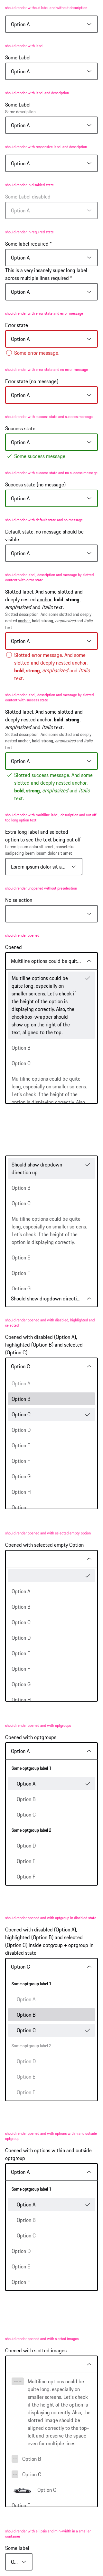 should render without label and without description
Option A
should render with label
Some Label
Option A
should render with label and description
Some Label
Some description
Option A
should render with responsive label and description
Option A
should render in disabled state
Some Label disabled
Option A
should render in required state
Some label required *
Option A
This is a very insanely super long label
across multiple lines required *
Option A
should render with error state and error message
Error state
Option A
Some error message.
should render with error state and no error message
Error state (no message)
Option A
should render with success state and success message
Success state
Option A
Some success message.
should render with success state and no success message
Success state (no message)
Option A
should render with default state and no message
Default state, no message should be
visible
Option A
should render label, description and message by slotted
content with error state
Some slotted label. And some slotted
and deeply nested anchor, bold, strong,
emphasized and italic text.
Slotted description. And some slotted and deeply
nested anchor, bold, strong, emphasized and italic
text.
Option A
Slotted error message. And some
slotted and deeply nested anchor,
bold, strong, emphasized and italic
text.
should render label, description and message by slotted
content with success state
Some slotted label. And some slotted
and deeply nested anchor, bold, strong,
emphasized and italic text.
Slotted description. And some slotted and deeply
nested anchor, bold, strong, emphasized and italic
text.
Option A
Slotted success message. And some
slotted and deeply nested anchor,
bold, strong, emphasized and italic
text.
should render with multiline label, description and cut off
too long option text
Extra long label and selected
option to see the text being cut off
Lorem ipsum dolor sit amet, consetetur
sadipscing lorem ipsum dolor sit amet
Lorem ipsum dolor sit a...
should render unopened without preselection
No selection
should render opened
Opened
Multiline options could be quit...
Multiline options could be
quite long, especially on
smaller screens. Let's check if
the height of the option
is displaying correctly. Also,
the checkbox wrapper should
show up on the right of the
text, aligned to the top.
Option B
Option C
Multiline options could be
quite long, especially on
smaller screens. Let's check if
the height of the option is
displaying correctly. Also
Should show dropdown
direction up
Option B
Option C
Multiline options could be quite
long, especially on smaller screens.
Let's check if the height of the
option is displaying correctly.
Option E
Option F
Option G
Should show dropdown directi...
should render opened with disabled, highlighted and
selected
Opened with disabled (Option A),
highlighted (Option B) and selected
(Option C)
Option C
Option A
Option B
Option C
Option D
Option E
Option F
Option G
Option H
Option I
should render opened and with selected empty option
Opened with selected empty Option
Option A
Option B
Option C
Option D
Option E
Option F
Option G
Option H
should render opened and with optgroups
Opened with optgroups
Option A
Some optgroup label 1
Option A
Option B
Option C
Some optgroup label 2
Option D
Option E
Option F
should render opened and with optgroup in disabled state
Opened with disabled (Option A),
highlighted (Option B) and selected
(Option C) inside optgroup + optgroup in
disabled state
Option C
Some optgroup label 1
Option A
Option B
Option C
Some optgroup label 2
Option D
Option E
Option F
should render opened and with options within and outside
optgroup
Opened with options within and outside
optgroup
Option A
Some optgroup label 1
Option A
Option B
Option C
Option D
Option E
Option F
should render opened and with slotted images
Opened with slotted images
Multiline options could be
quite long, especially on
smaller screens. Let's check
if the height of the option
is displayed correctly. Also,
the slotted image should be
aligned correctly to the top-
left and preserve the space
even for multiple lines.
Option B
Option C
Option C
Option E
should render with ellipsis and min-width in a smaller
container
Some label
O...